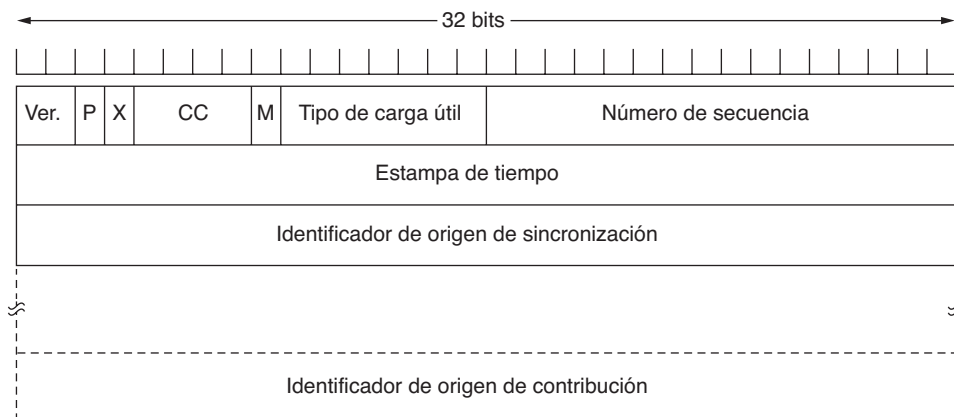 32 bits
Ver. P X CC M Tipo de carga útil Número de secuencia
Estampa de tiempo
Identificador de origen de sincronización
Identificador de origen de contribución